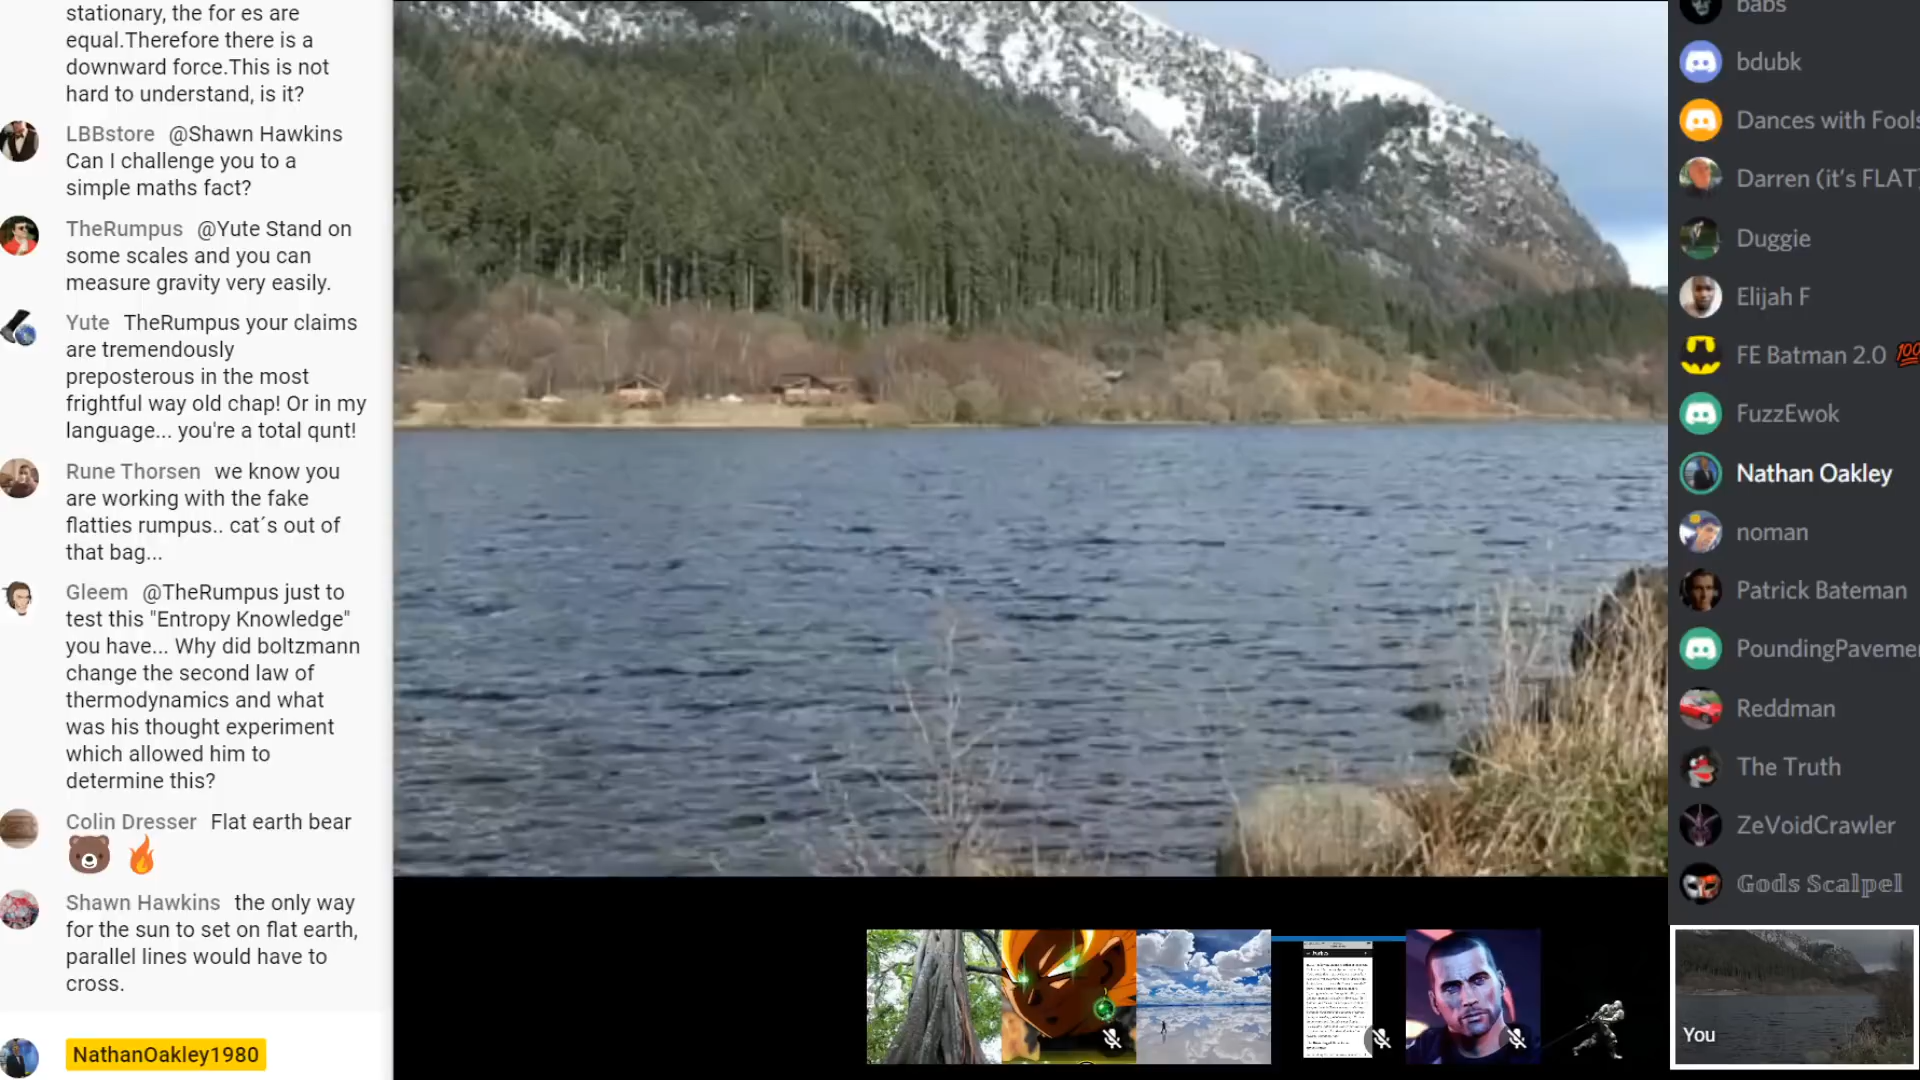 stationary, the for es are
equal.Therefore there is a
downward force.This is not
hard to understand, is it?
LBBstore @Shawn Hawkins
Can I challenge you to a
simple maths fact?
TheRumpus @Yute Stand on
some scales and you can
measure gravity very easily.
Yute TheRumpus your claims
are tremendously
preposterous in the most
frightful way old chap! Or in my
language... you're a total qunt!
Rune Thorsen we know you
are working with the fake
flatties rumpus.. cat´s out of
that bag...
Gleem @TheRumpus just to
test this "Entropy Knowledge"
you have... Why did boltzmann
change the second law of
thermodynamics and what
was his thought experiment
which allowed him to
determine this?
Colin Dresser Flat earth bear
🐻 🔥
Shawn Hawkins the only way
for the sun to set on flat earth,
parallel lines would have to
cross.
NathanOakley1980
babs
bdubk
Dances with Fools
Darren (it's FLAT)
Duggie
Elijah F
FE Batman 2.0 💯
FuzzEwok
Nathan Oakley
noman
Patrick Bateman
PoundingPaveme
Reddman
The Truth
ZeVoidCrawler
𝔾𝕠𝕕𝕤 𝕊𝕔𝕒𝕝𝕡𝕖𝕝
You